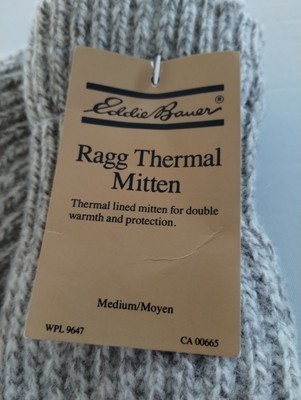 Eddie Bauer®
Ragg Thermal
Mitten
Thermal lined mitten for double
warmth and protection.
Medium/Moyen
WPL 9647 CA 00665